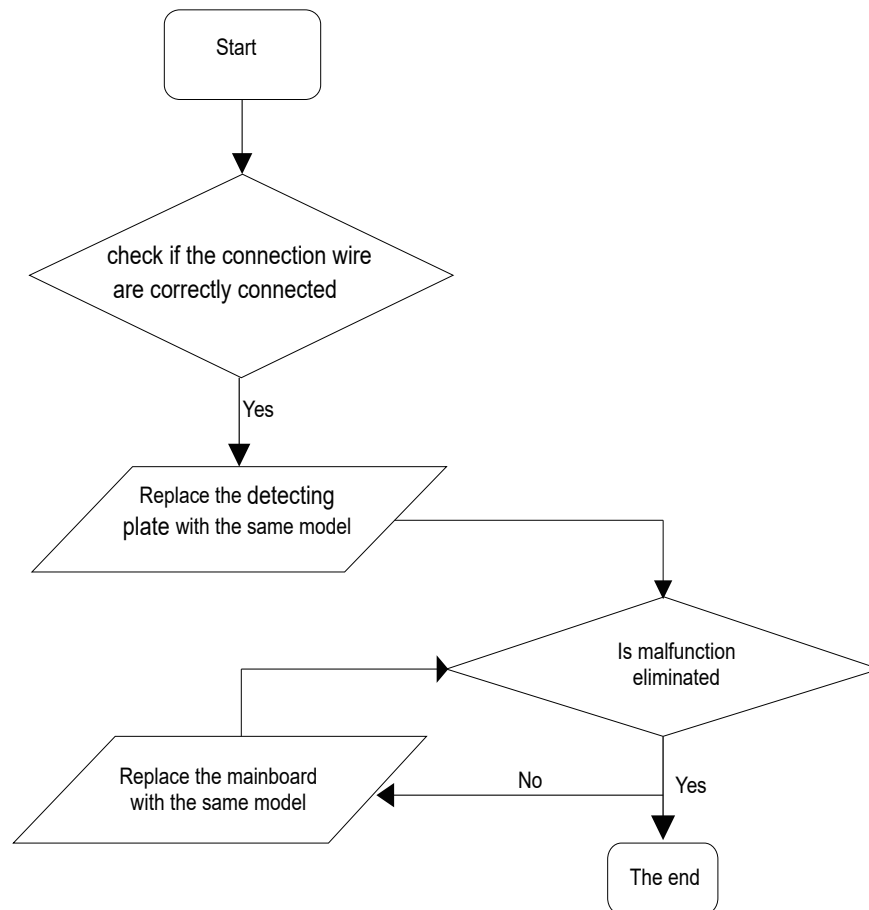 Start
check if the connection wire
are correctly connected
Yes
Replace the detecting
plate with the same model
Is malfunction
eliminated
Replace the mainboard
with the same model
No
Yes
The end